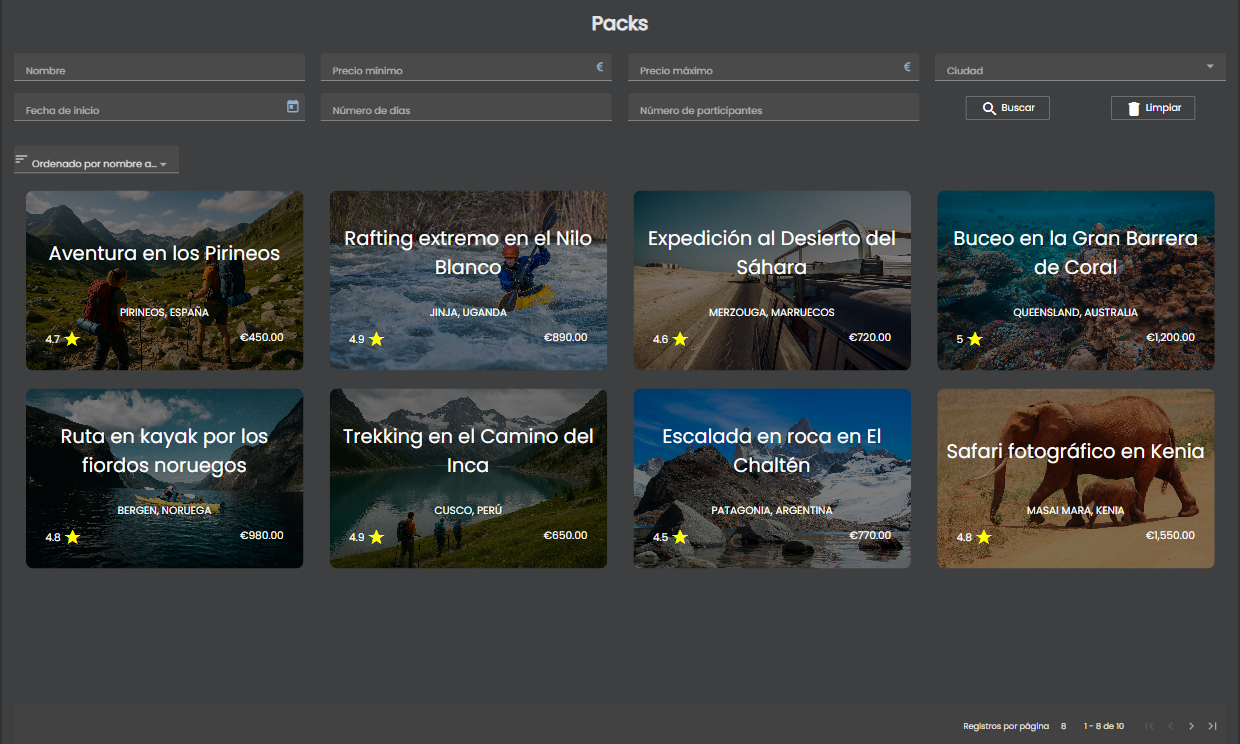 Packs
Nombre
Precio mínimo €
Precio máximo €
Ciudad
Fecha de inicio
Número de días
Número de participantes
Buscar
Limpiar
Ordenado por nombre a...
Aventura en los Pirineos
PIRINEOS, ESPAÑA
4.7
€450.00
Rafting extremo en el Nilo
Blanco
JINJA, UGANDA
4.9
€890.00
Expedición al Desierto del
Sáhara
MERZOUGA, MARRUECOS
4.6
€720.00
Buceo en la Gran Barrera
de Coral
QUEENSLAND, AUSTRALIA
5
€1,200.00
Ruta en kayak por los
fiordos noruegos
BERGEN, NORUEGA
4.8
€980.00
Trekking en el Camino del
Inca
CUSCO, PERÚ
4.9
€650.00
Escalada en roca en El
Chaltén
PATAGONIA, ARGENTINA
4.5
€770.00
Safari fotográfico en Kenia
MASAI MARA, KENIA
4.8
€1,550.00
Registros por página 8 1 - 8 de 10